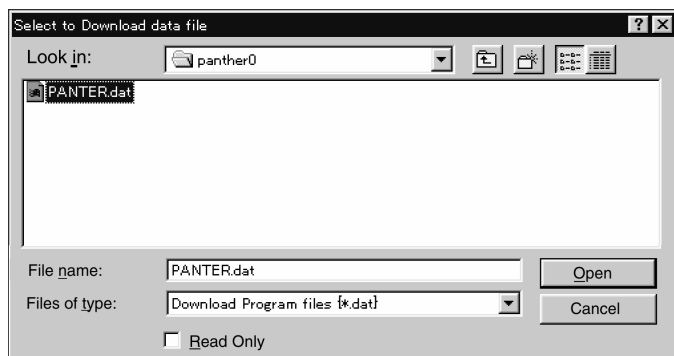 Select to Download data file
Look in:
panther0
PANTER.dat
File name:
PANTER.dat
Open
Files of type:
Download Program files {*.dat}
Cancel
Read Only